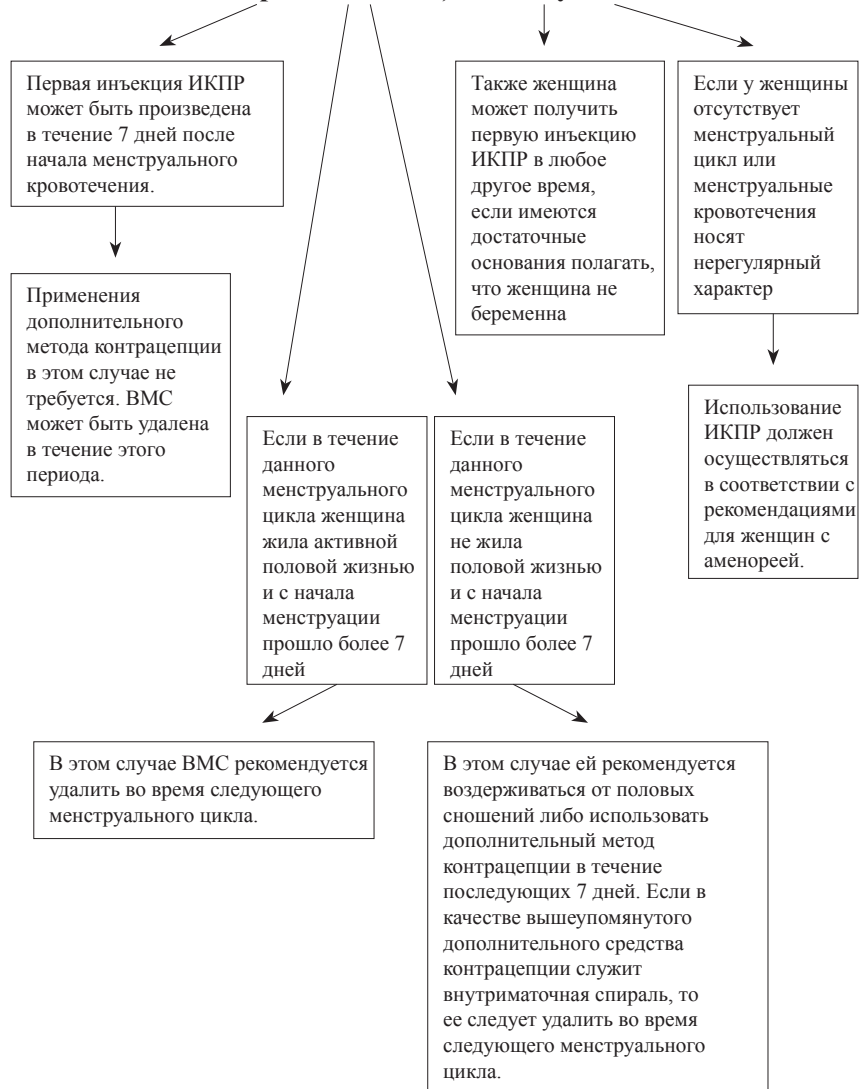 Первая инъекция ИКПР
может быть произведена
в течение 7 дней после
начала менструального
кровотечения.
Применения
дополнительного
метода контрацепции
в этом случае не
требуется. ВМС
может быть удалена
в течение этого
периода.
Если в течение
данного
менструального
цикла женщина
жила активной
половой жизнью
и с начала
менструации
прошло более 7
дней
Если в течение
данного
менструального
цикла женщина
не жила
половой жизнью
и с начала
менструации
прошло более 7
дней
Также женщина
может получить
первую инъекцию
ИКПР в любое
другое время,
если имеются
достаточные
основания полагать,
что женщина не
беременна
Если у женщины
отсутствует
менструальный
цикл или
менструальные
кровотечения
носят
нерегулярный
характер
Использование
ИКПР должен
осуществляться
в соответствии с
рекомендациями
для женщин с
аменореей.
В этом случае ВМС рекомендуется
удалить во время следующего
менструального цикла.
В этом случае ей рекомендуется
воздерживаться от половых
сношений либо использовать
дополнительный метод
контрацепции в течение
последующих 7 дней. Если в
качестве вышеупомянутого
дополнительного средства
контрацепции служит
внутриматочная спираль, то
ее следует удалить во время
следующего менструального
цикла.